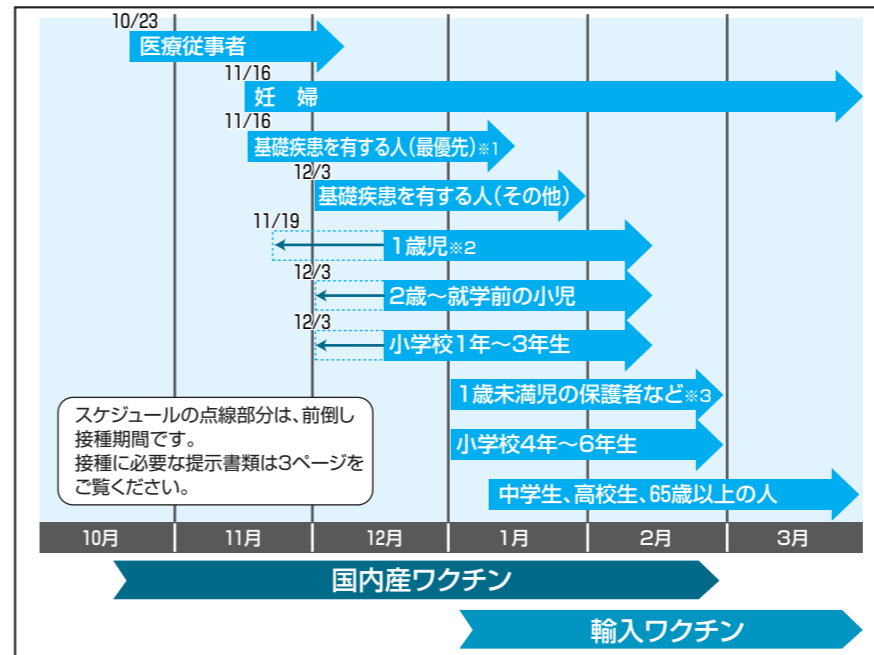 10/23
医療従事者
11/16
妊　婦
11/16
基礎疾患を有する人(最優先)※1
12/3
基礎疾患を有する人(その他)
11/19
1歳児※2
12/3
2歳～就学前の小児
12/3
小学校1年～3年生
1歳未満児の保護者など※3
小学校4年～6年生
中学生、高校生、65歳以上の人
スケジュールの点線部分は、前倒し
接種期間です。
接種に必要な提示書類は3ページを
ご覧ください。
10月 11月 12月 1月 2月 3月
国内産ワクチン
輸入ワクチン